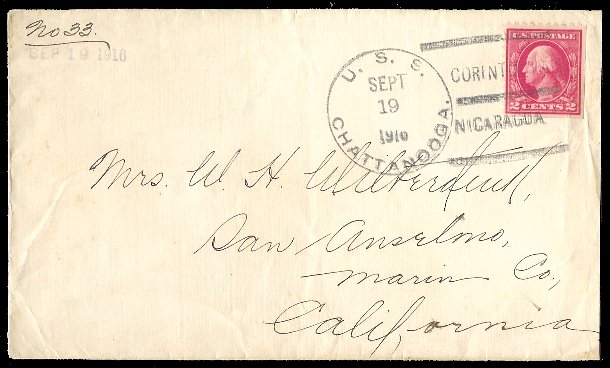 No 33.
SEP 19 1916
U. S. S. CHATTANOOGA.
SEPT
19
1916
CORINT
NICARAGUA
U.S. POSTAGE
2 CENTS 2
Mrs. W. H.
San Anselmo,
Marin Co,
California